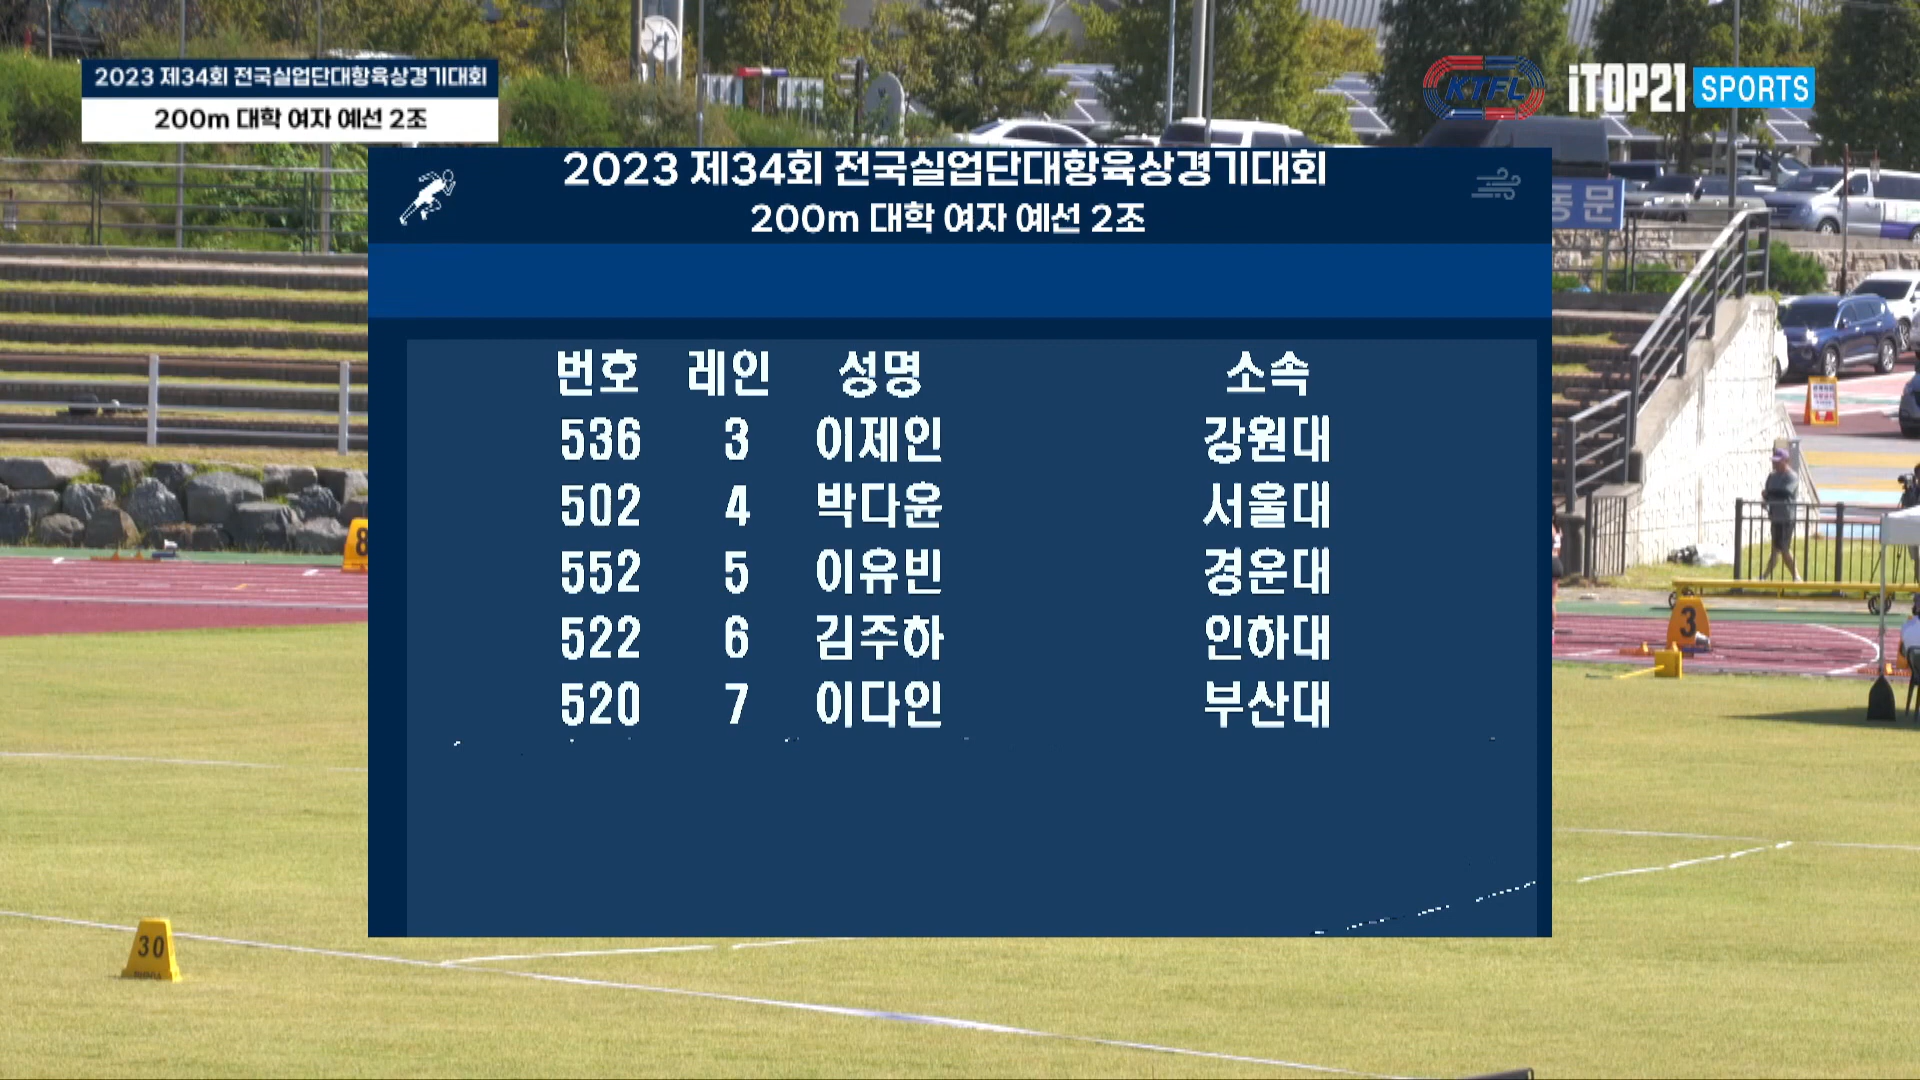 2023 제34회 전국실업단대항육상경기대회
200m 대학 여자 예선 2조
KTFL
iTOP21 SPORTS
2023 제34회 전국실업단대항육상경기대회
200m 대학 여자 예선 2조
동문
번호 레인 성명 소속
536 3 이제인 강원대
502 4 박다윤 서울대
552 5 이유빈 경운대
522 6 김주하 인하대
520 7 이다인 부산대
8
3
30